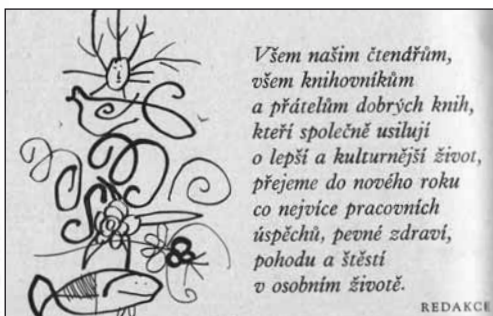 Všem našim čtenářům,
všem knihovníkům
a přátelům dobrých knih,
kteří společně usilují
o lepší a kulturnější život,
přejeme do nového roku
co nejvíce pracovních
úspěchů, pevné zdraví,
pohodu a štěstí
v osobním životě.
REDAKCE